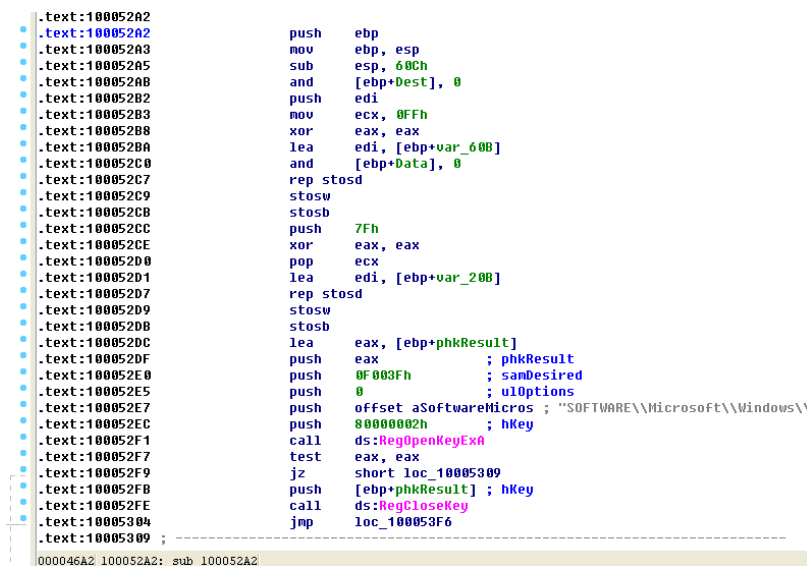 .text:100052A2
.text:100052A2 push ebp
.text:100052A3 mov ebp, esp
.text:100052A5 sub esp, 60Ch
.text:100052AB and [ebp+Dest], 0
.text:100052B2 push edi
.text:100052B3 mov ecx, 0FFh
.text:100052B8 xor eax, eax
.text:100052BA lea edi, [ebp+var_60B]
.text:100052C0 and [ebp+Data], 0
.text:100052C7 rep stosd
.text:100052C9 stosw
.text:100052CB stosb
.text:100052CC push 7Fh
.text:100052CE xor eax, eax
.text:100052D0 pop ecx
.text:100052D1 lea edi, [ebp+var_20B]
.text:100052D7 rep stosd
.text:100052D9 stosw
.text:100052DB stosb
.text:100052DC lea eax, [ebp+phkResult]
.text:100052DF push eax ; phkResult
.text:100052E0 push 0F003Fh ; samDesired
.text:100052E5 push 0 ; ulOptions
.text:100052E7 push offset aSoftwareMicros ; "SOFTWARE\\Microsoft\\Windows\\
.text:100052EC push 80000002h ; hKey
.text:100052F1 call ds:RegOpenKeyExA
.text:100052F7 test eax, eax
.text:100052F9 jz short loc_10005309
.text:100052FB push [ebp+phkResult] ; hKey
.text:100052FE call ds:RegCloseKey
.text:10005304 jmp loc_100053F6
.text:10005309 ; ---------------------------------------------------------------------------
000046A2 100052A2: sub_100052A2